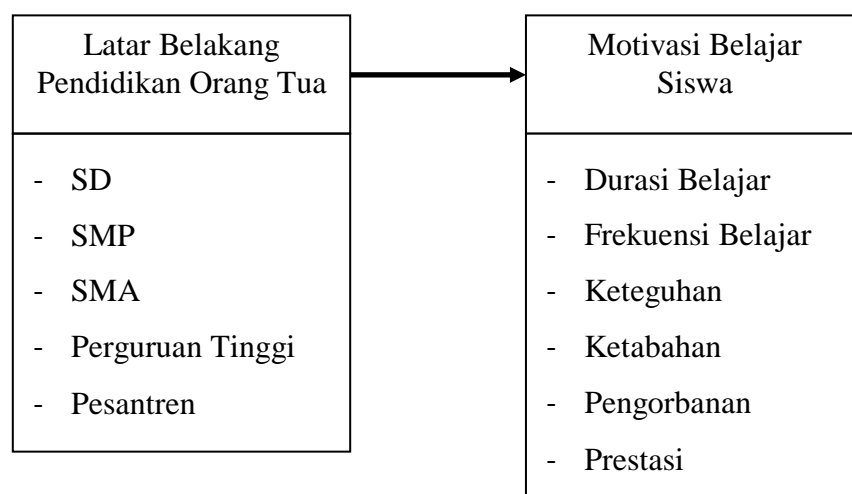 Latar Belakang
Pendidikan Orang Tua
- SD
- SMP
- SMA
- Perguruan Tinggi
- Pesantren
Motivasi Belajar
Siswa
- Durasi Belajar
- Frekuensi Belajar
- Keteguhan
- Ketabahan
- Pengorbanan
- Prestasi